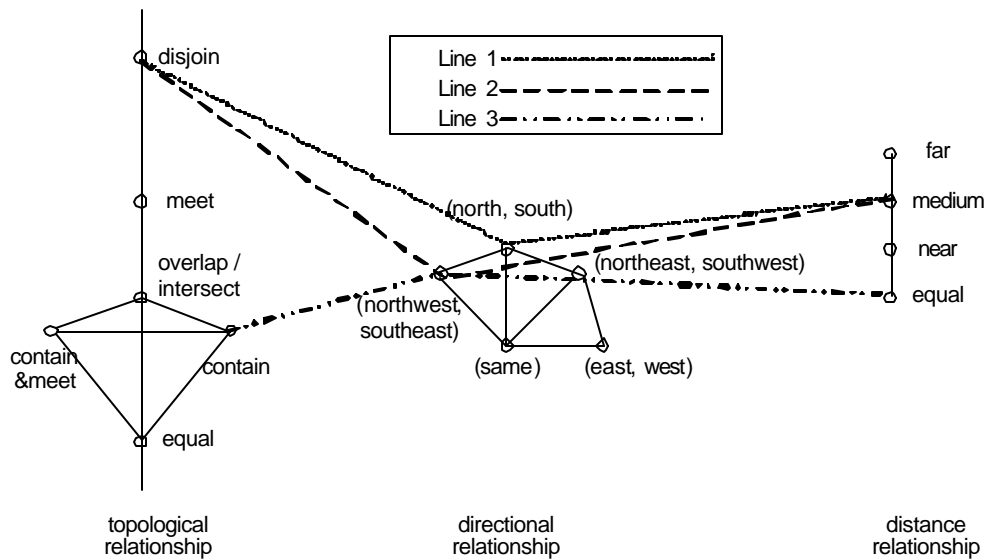 disjoin
Line 1
Line 2
Line 3
far
meet
(north, south)
medium
near
overlap /
intersect
(northeast, southwest)
equal
(northwest,
southeast)
contain
&meet
contain
(same)
(east, west)
equal
topological
relationship
directional
relationship
distance
relationship